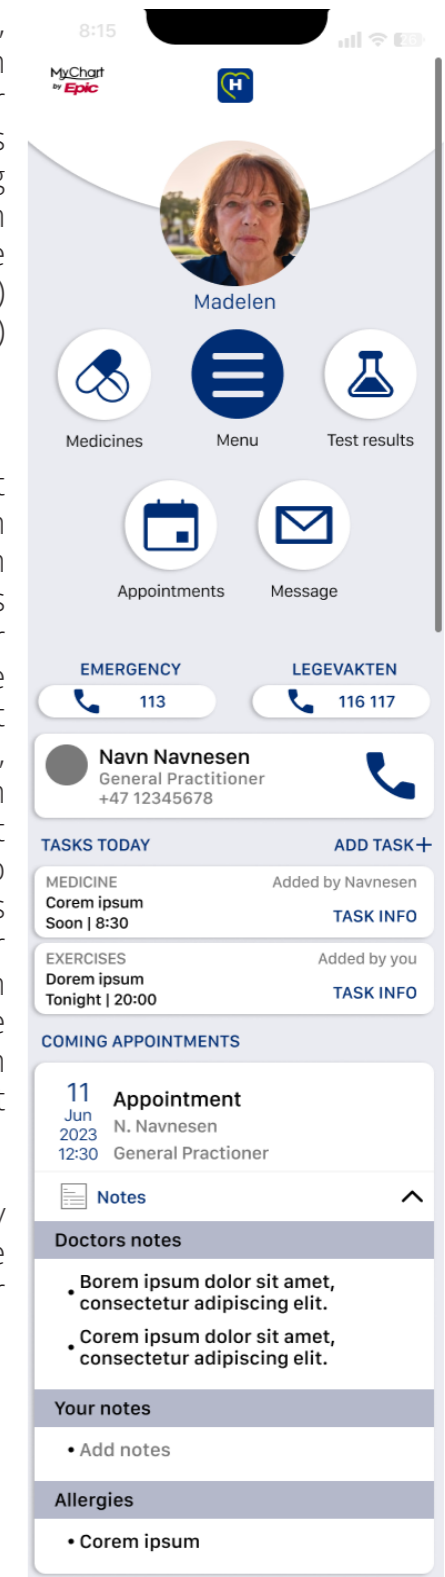 8:15
MyChart
by Epic
H
Madelen
Medicines
Menu
Test results
Appointments
Message
EMERGENCY
LEGEVAKTEN
113
116 117
Navn Navnesen
General Practitioner
+47 12345678
TASKS TODAY
ADD TASK+
MEDICINE
Added by Navnesen
Corem ipsum
Soon | 8:30
TASK INFO
EXERCISES
Added by you
Dorem ipsum
Tonight | 20:00
TASK INFO
COMING APPOINTMENTS
11
Jun
2023
12:30
Appointment
N. Navnesen
General Practioner
Notes
Doctors notes
• Borem ipsum dolor sit amet,
consectetur adipiscing elit.
• Corem ipsum dolor sit amet,
consectetur adipiscing elit.
Your notes
• Add notes
Allergies
• Corem ipsum